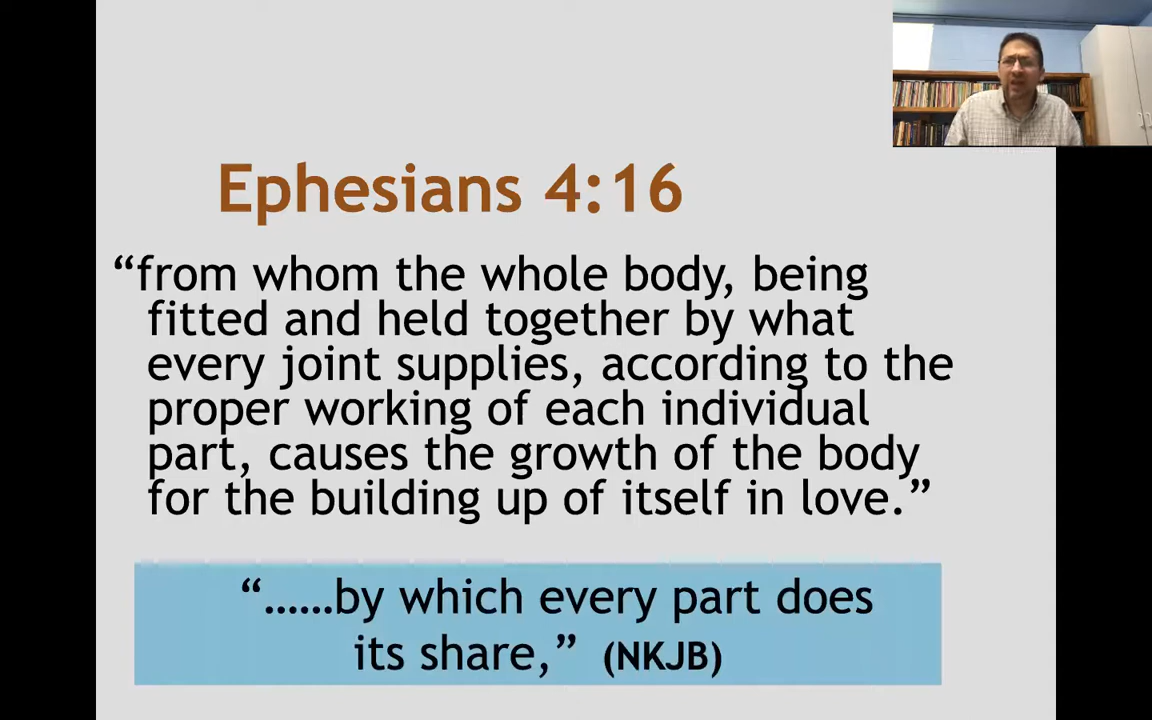 Ephesians 4:16
“from whom the whole body, being
fitted and held together by what
every joint supplies, according to the
proper working of each individual
part, causes the growth of the body
for the building up of itself in love.”
“......by which every part does
its share,” (NKJB)